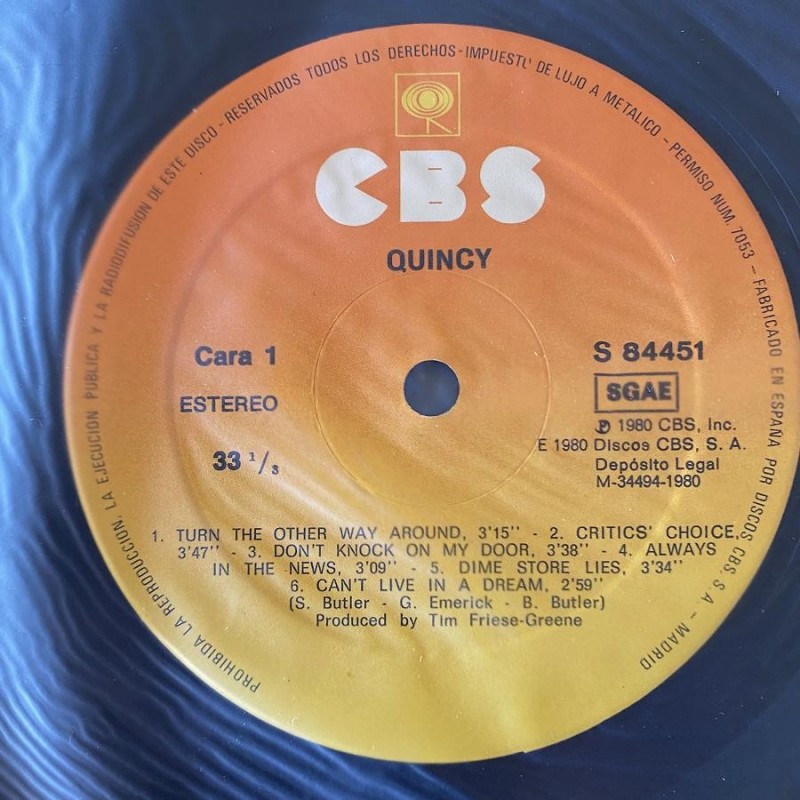 PROHIBIDA LA REPRODUCCION, LA EJECUCION PUBLICA Y LA RADIODIFUSION DE ESTE DISCO - RESERVADOS TODOS LOS DERECHOS - IMPUESTO DE LUJO A METALICO - PERMISO NUM. 7053 - FABRICADO EN ESPAÑA POR DISCOS CBS, S. A. - MADRID
CBS
QUINCY
Cara 1
ESTEREO
33 1/3
S 84451
SGAE
Ⓟ 1980 CBS, Inc.
E 1980 Discos CBS, S. A.
Depósito Legal
M-34494-1980
1. TURN THE OTHER WAY AROUND, 3'15'' - 2. CRITICS' CHOICE,
3'47'' - 3. DON'T KNOCK ON MY DOOR, 3'38'' - 4. ALWAYS
IN THE NEWS, 3'09'' - 5. DIME STORE LIES, 3'34''
6. CAN'T LIVE IN A DREAM, 2'59''
(S. Butler - G. Emerick - B. Butler)
Produced by Tim Friese-Greene